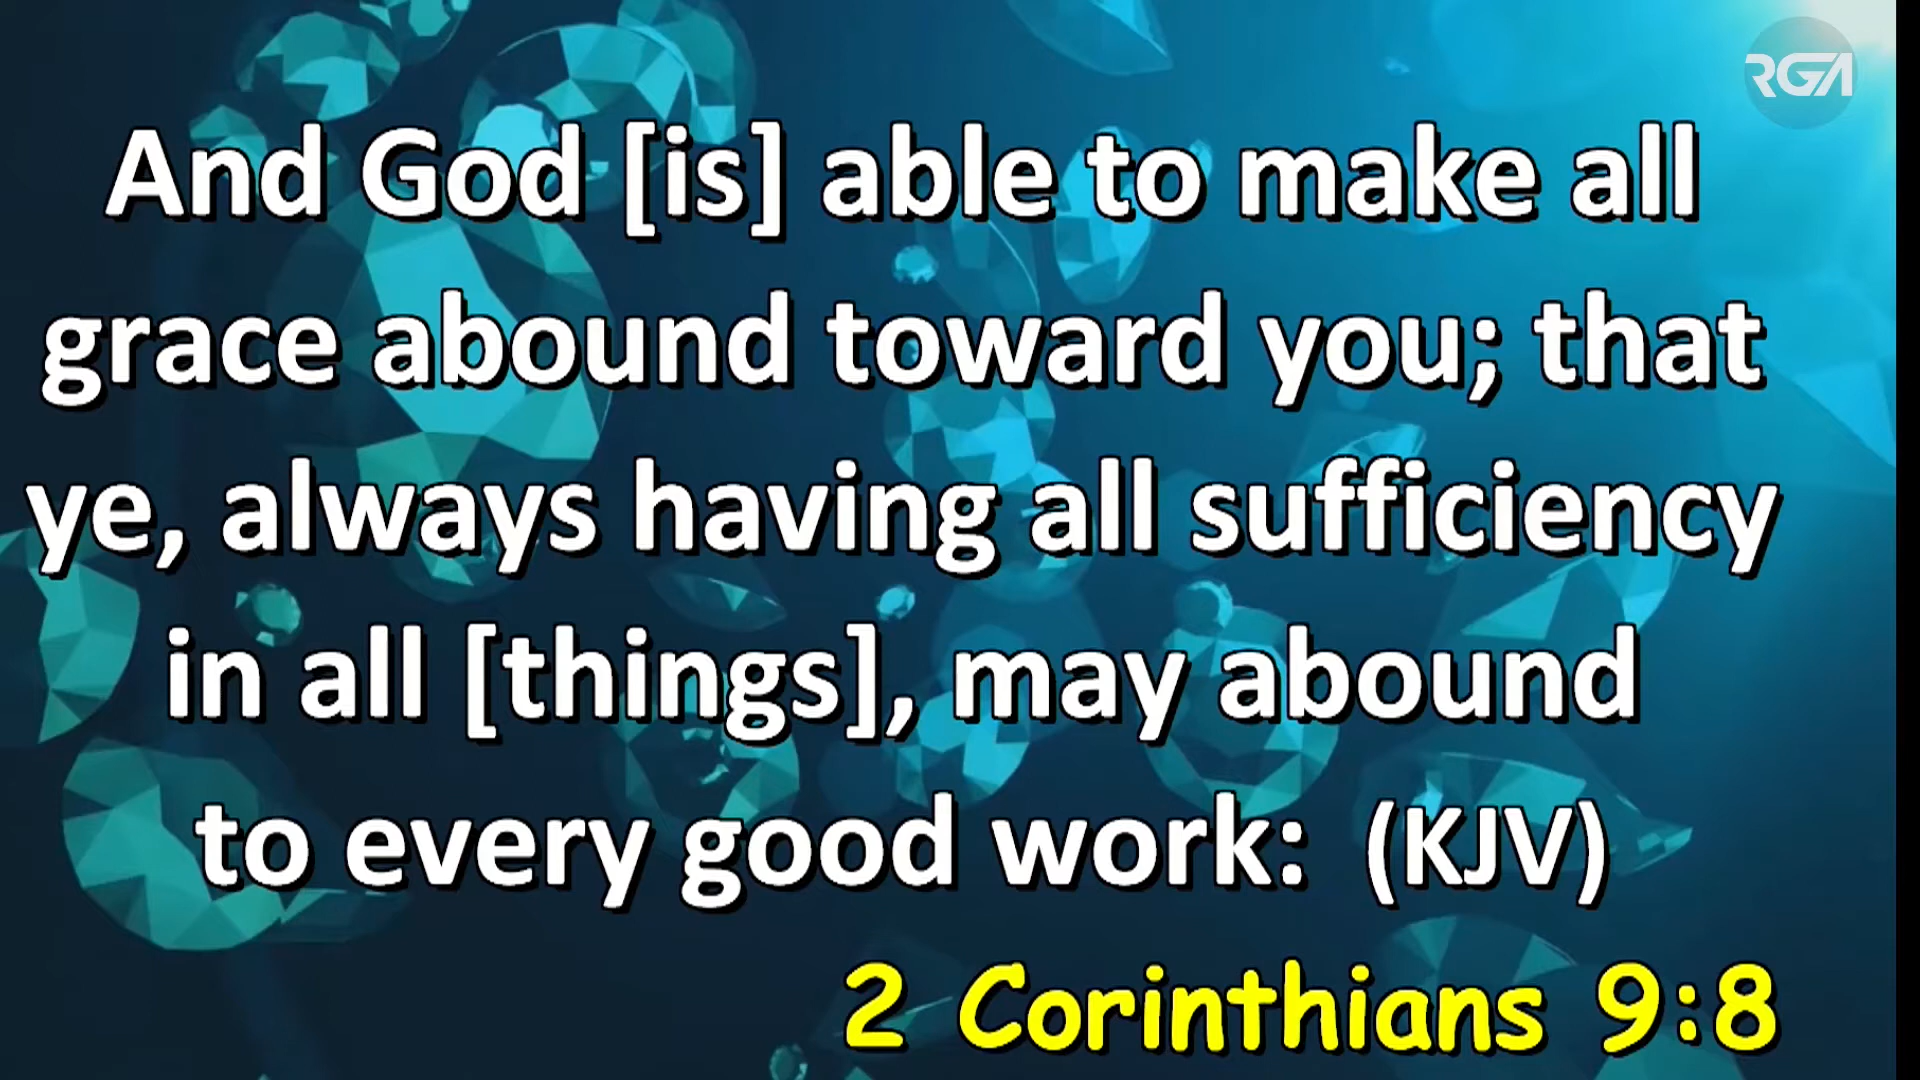 RGA
And God [is] able to make all
grace abound toward you; that
ye, always having all sufficiency
in all [things], may abound
to every good work: (KJV)
2 Corinthians 9:8